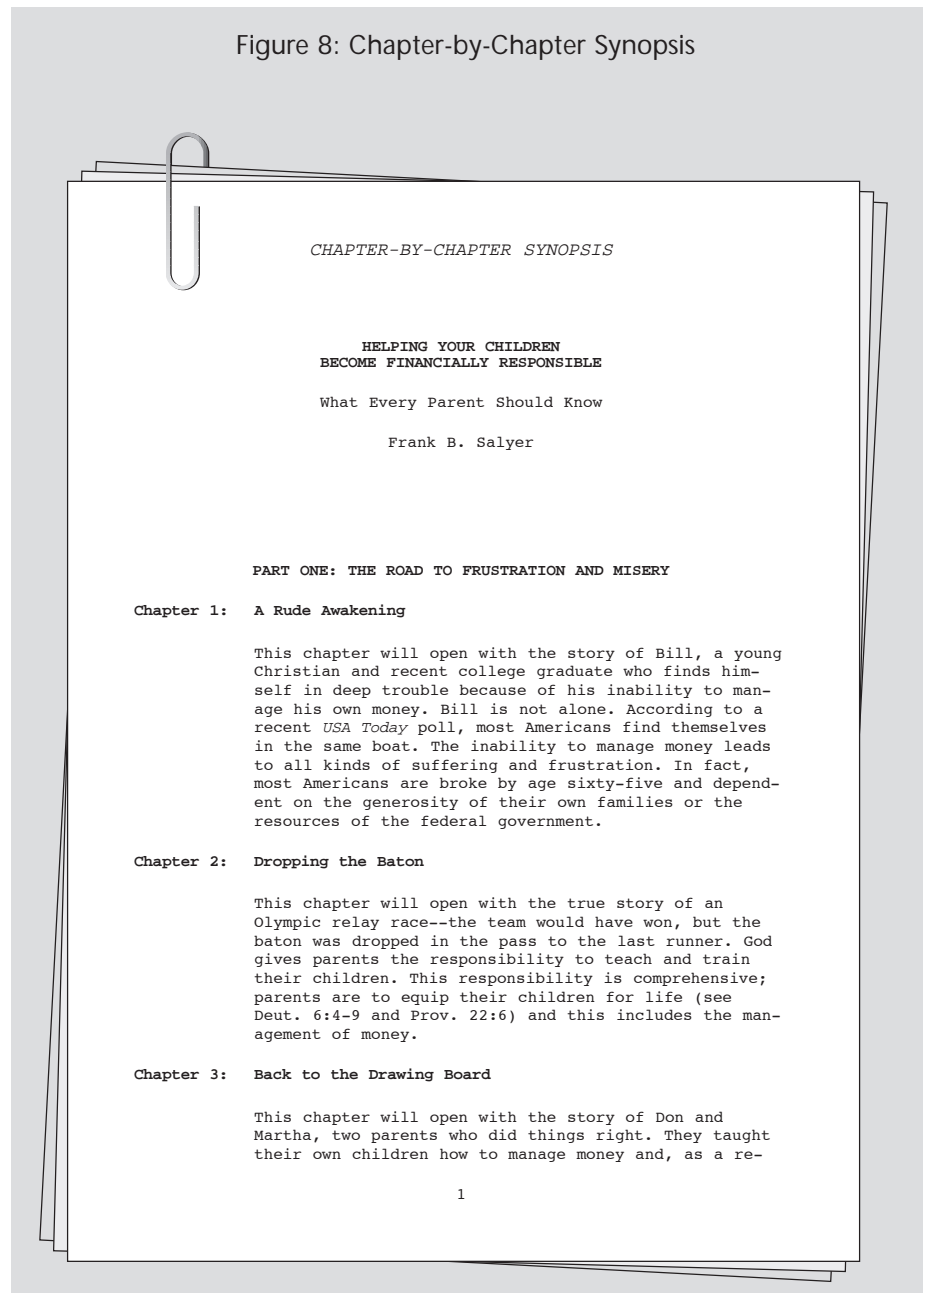 Figure 8: Chapter-by-Chapter Synopsis
CHAPTER-BY-CHAPTER SYNOPSIS
HELPING YOUR CHILDREN
BECOME FINANCIALLY RESPONSIBLE
What Every Parent Should Know
Frank B. Salyer
PART ONE: THE ROAD TO FRUSTRATION AND MISERY
Chapter 1: A Rude Awakening
This chapter will open with the story of Bill, a young
Christian and recent college graduate who finds him-
self in deep trouble because of his inability to man-
age his own money. Bill is not alone. According to a
recent USA Today poll, most Americans find themselves
in the same boat. The inability to manage money leads
to all kinds of suffering and frustration. In fact,
most Americans are broke by age sixty-five and depend-
ent on the generosity of their own families or the
resources of the federal government.
Chapter 2: Dropping the Baton
This chapter will open with the true story of an
Olympic relay race--the team would have won, but the
baton was dropped in the pass to the last runner. God
gives parents the responsibility to teach and train
their children. This responsibility is comprehensive;
parents are to equip their children for life (see
Deut. 6:4-9 and Prov. 22:6) and this includes the man-
agement of money.
Chapter 3: Back to the Drawing Board
This chapter will open with the story of Don and
Martha, two parents who did things right. They taught
their own children how to manage money and, as a re-
1